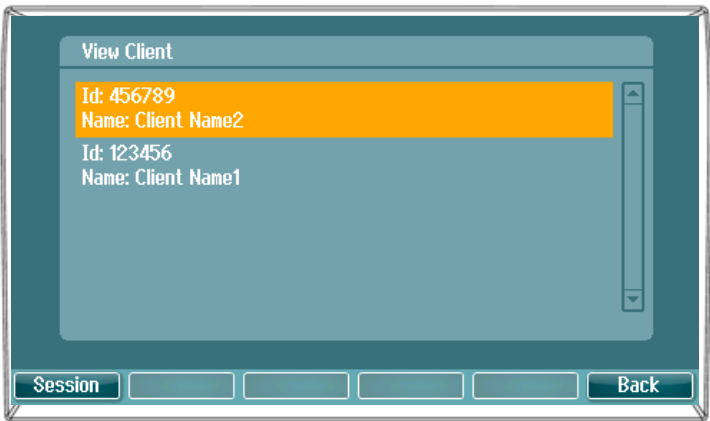 View Client
Id: 456789
Name: Client Name2
Id: 123456
Name: Client Name1
Session
Back